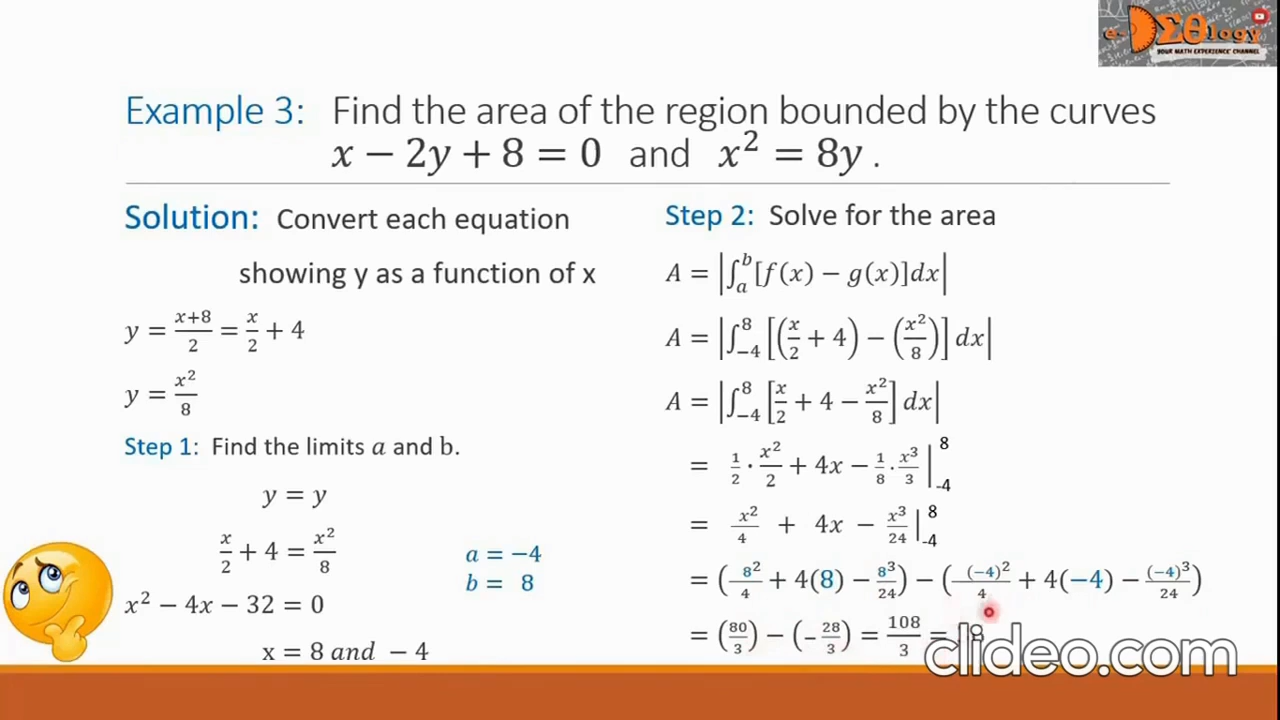 e-DΣθlogy
YOUR MATH EXPERIENCE CHANNEL
Example 3: Find the area of the region bounded by the curves
x − 2y + 8 = 0 and x² = 8y .
Solution: Convert each equation
showing y as a function of x
y = (x+8)/2 = x/2 + 4
y = x²/8
Step 1: Find the limits a and b.
y = y
x/2 + 4 = x²/8
x² − 4x − 32 = 0
x = 8 and − 4
a = −4
b = 8
Step 2: Solve for the area
A = |∫_a^b [f(x) − g(x)]dx|
A = |∫_−4^8 [(x/2 + 4) − (x²/8)] dx|
A = |∫_−4^8 [x/2 + 4 − x²/8] dx|
= 1/2 · x²/2 + 4x − 1/8 · x³/3 |_-4^8
= x²/4 + 4x − x³/24 |_-4^8
= (8²/4 + 4(8) − 8³/24) − ((−4)²/4 + 4(−4) − (−4)³/24)
= (80/3) − (−28/3) = 108/3 =
clideo.com